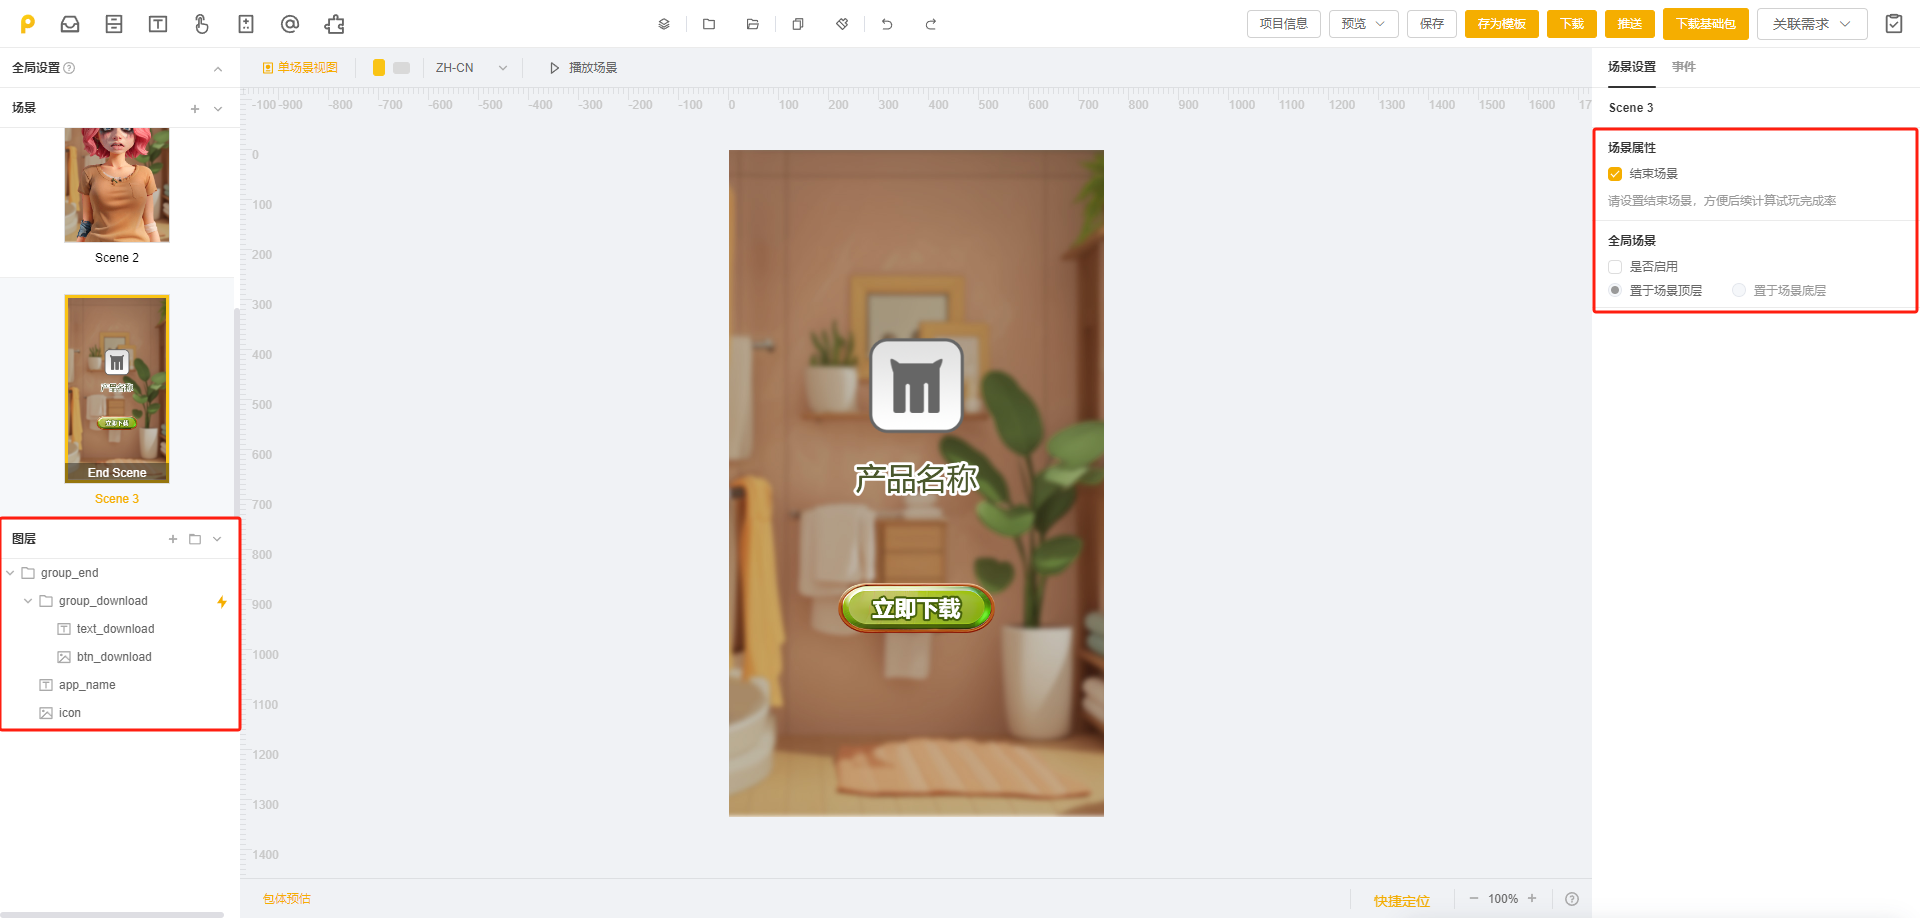 项目信息
预览
保存
存为模板
下载
推送
下载基础包
关联需求
全局设置
单场景视图
ZH-CN
播放场景
场景设置
事件
场景
-100 -900 -800 -700 -600 -500 -400 -300 -200 -100 0 100 200 300 400 500 600 700 800 900 1000 1100 1200 1300 1400 1500 1600 17
Scene 3
场景属性
结束场景
请设置结束场景，方便后续计算试玩完成率
全局场景
是否启用
置于场景顶层
置于场景底层
Scene 2
产品名称
立即下载
End Scene
Scene 3
图层
group_end
group_download
text_download
btn_download
app_name
icon
0
100
200
300
400
500
600
700
800
900
1000
1100
1200
1300
1400
产品名称
立即下载
包体预估
快捷定位
100%